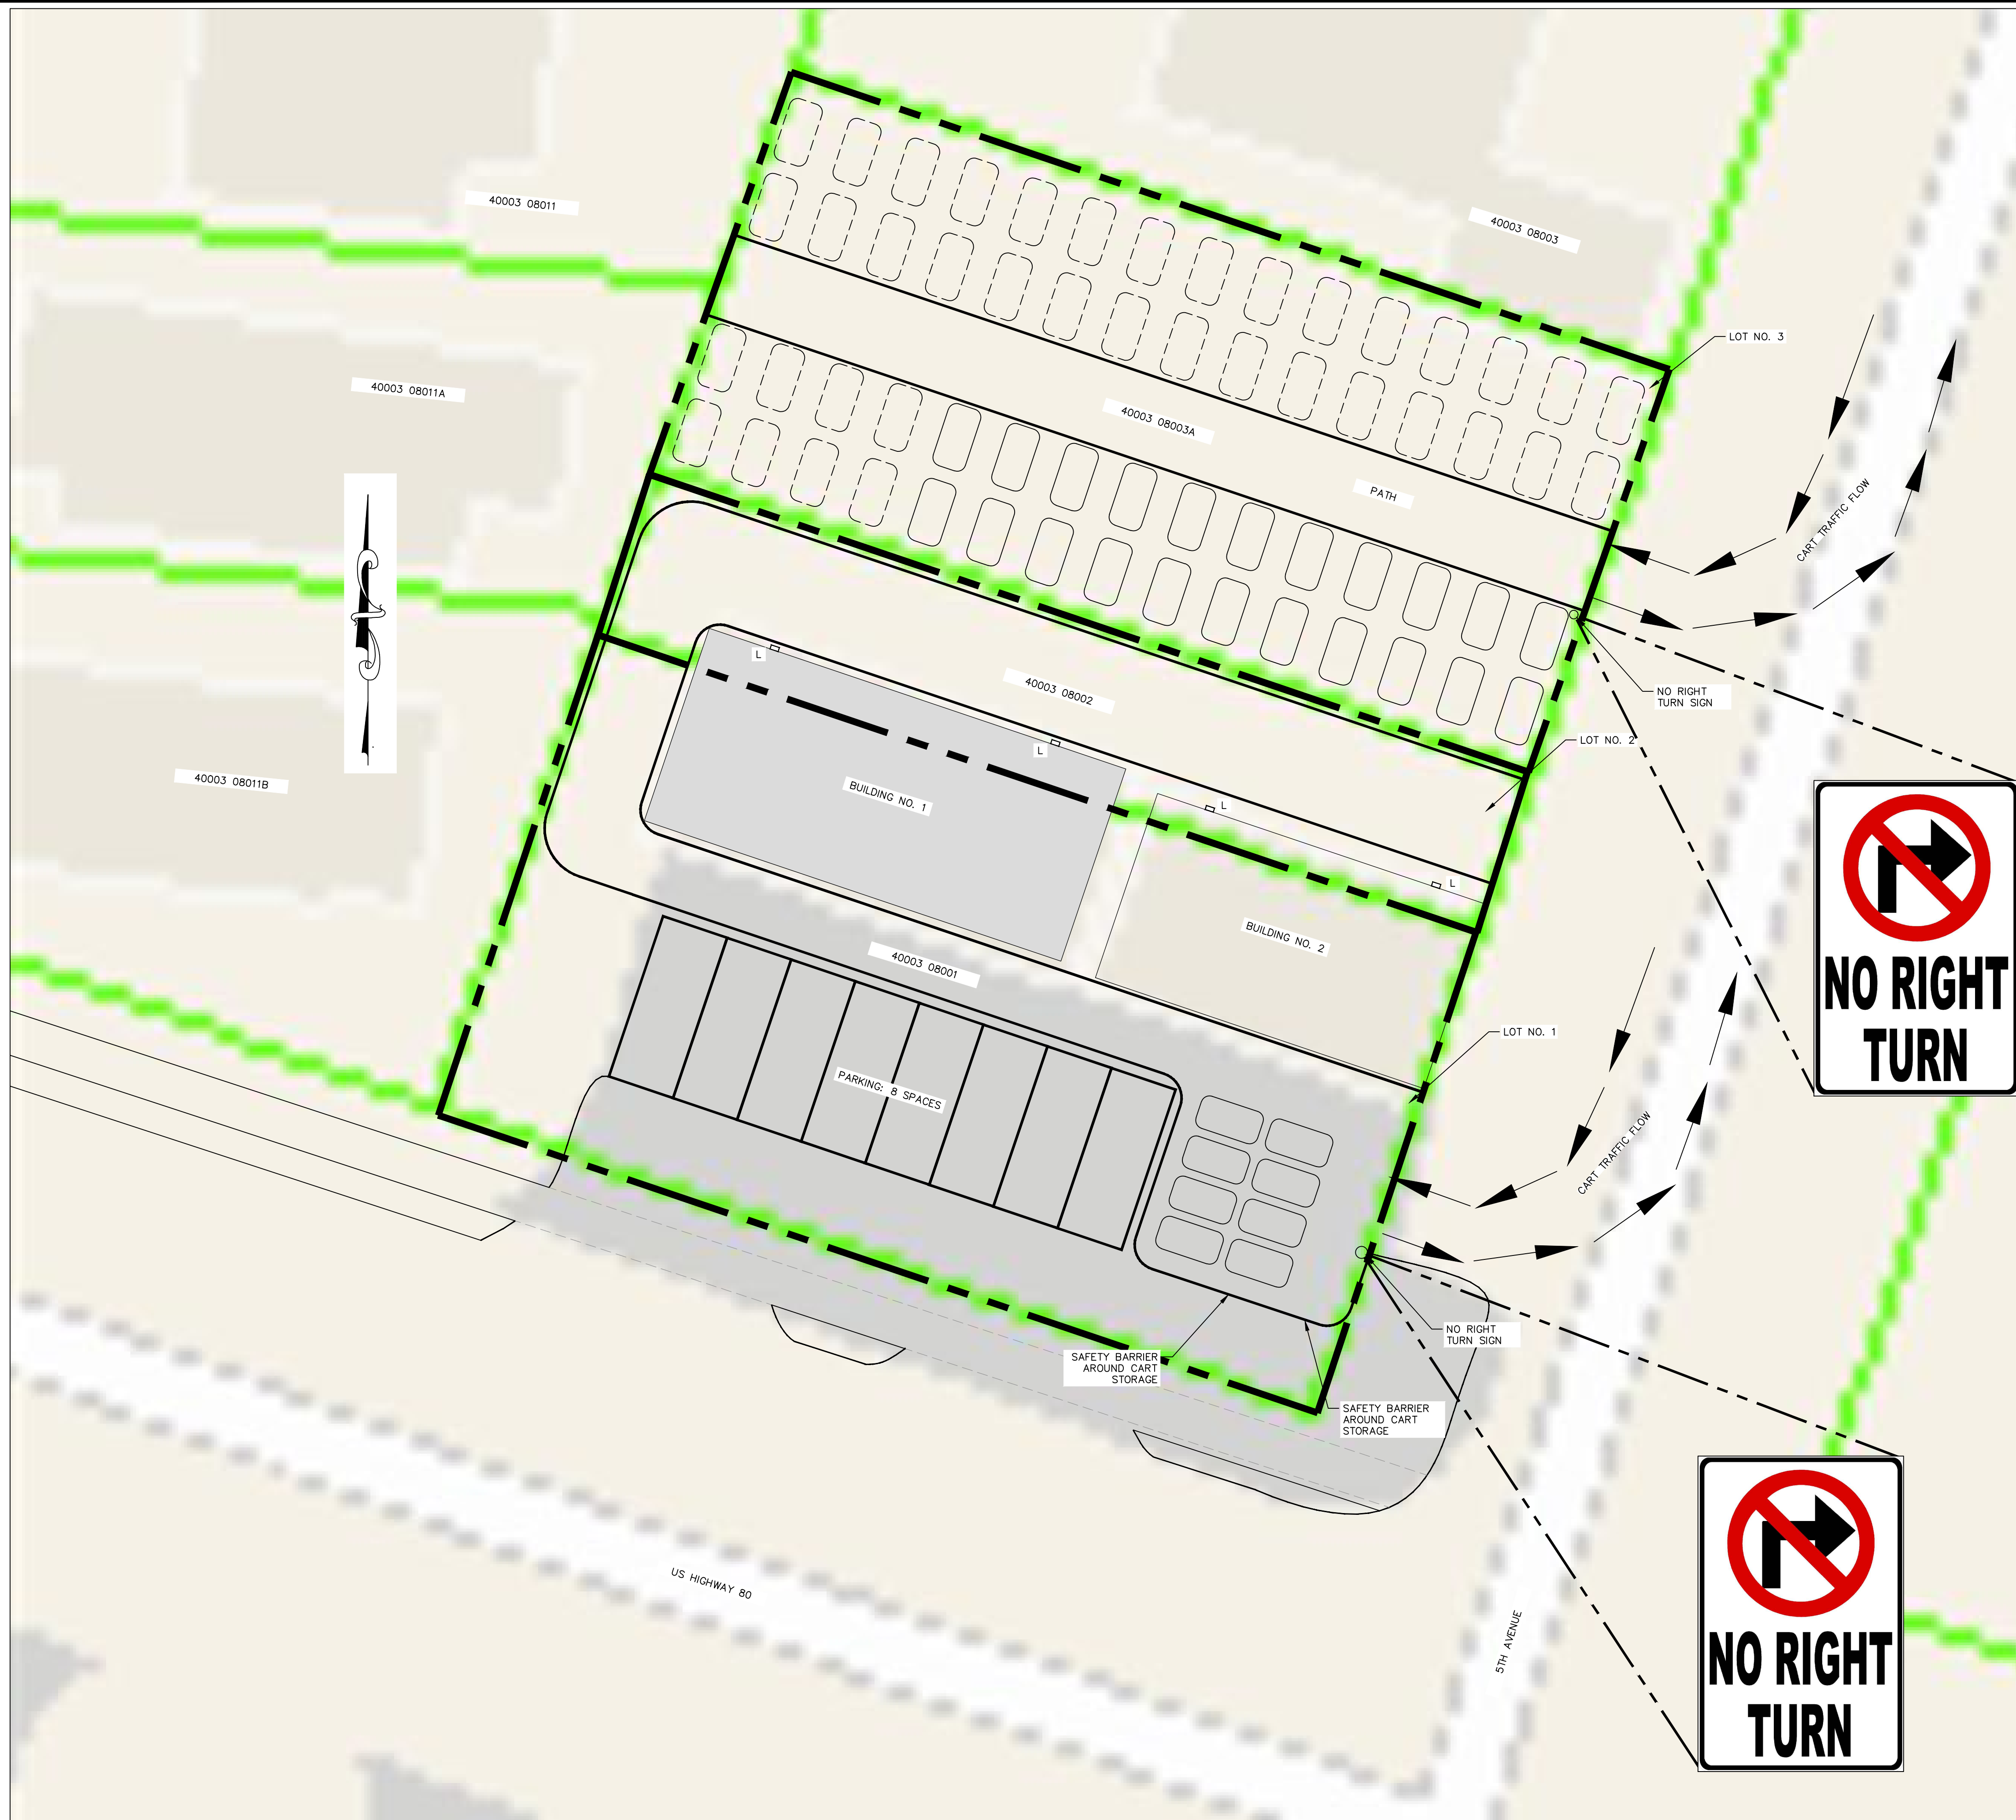 40003 08011
40003 08003
LOT NO. 3
40003 08011A
40003 08003A
PATH
CART TRAFFIC FLOW
L
40003 08002
NO RIGHT
TURN SIGN
L
LOT NO. 2
40003 08011B
BUILDING NO. 1
L
L
NO RIGHT
TURN
BUILDING NO. 2
40003 08001
LOT NO. 1
PARKING: 8 SPACES
CART TRAFFIC FLOW
NO RIGHT
TURN SIGN
SAFETY BARRIER
AROUND CART
STORAGE
SAFETY BARRIER
AROUND CART
STORAGE
US HIGHWAY 80
5TH AVENUE
NO RIGHT
TURN